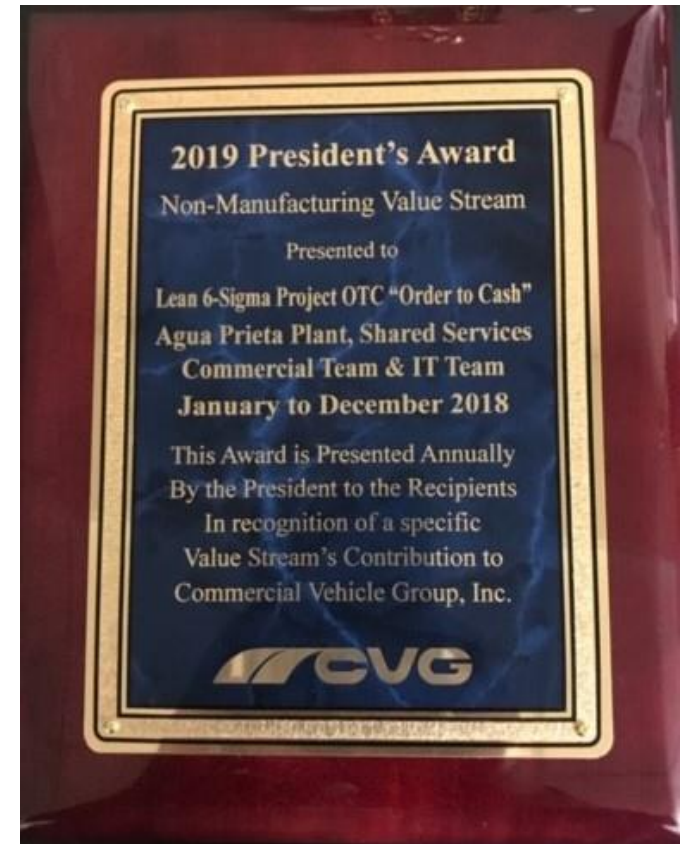 2019 President's Award
Non-Manufacturing Value Stream
Presented to
Lean 6-Sigma Project OTC "Order to Cash"
Agua Prieta Plant, Shared Services
Commercial Team & IT Team
January to December 2018
This Award is Presented Annually
By the President to the Recipients
In recognition of a specific
Value Stream's Contribution to
Commercial Vehicle Group, Inc.
CVG